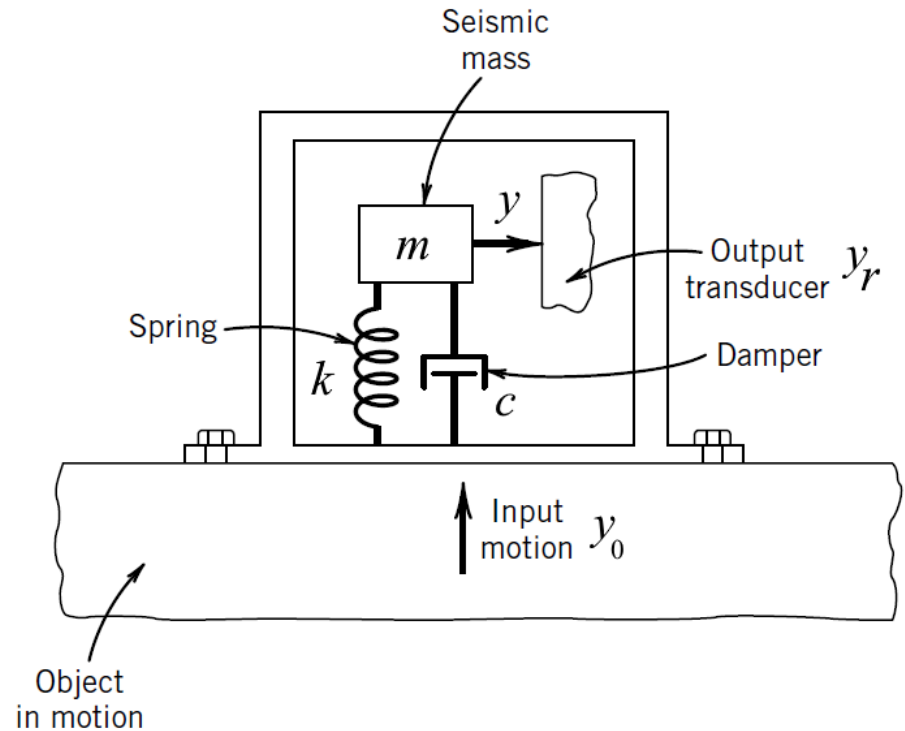 Seismic
mass
y
m
Output
transducer y_r
Spring
Damper
k
c
Input
motion y_0
Object
in motion